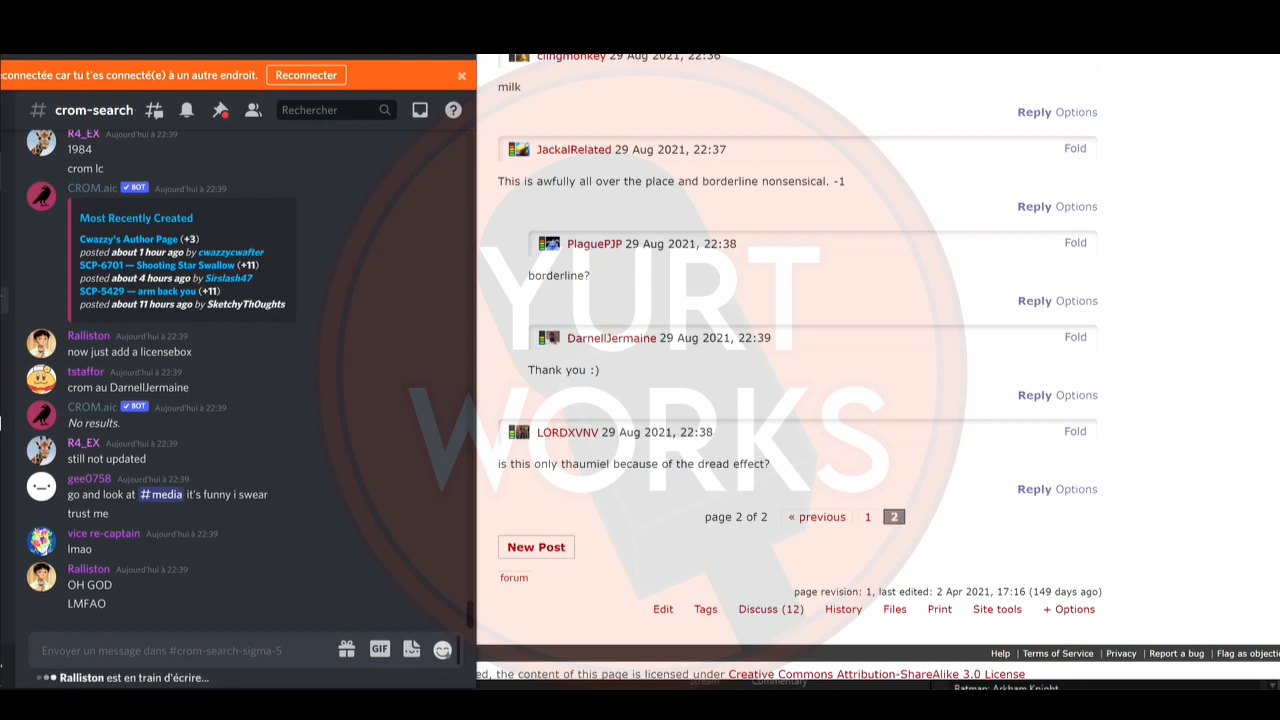 connectée car tu t'es connecté(e) à un autre endroit. Reconnecter
# crom-search
Rechercher
R4_EX Aujourd'hui à 22:39
1984
crom lc
CROM.aic BOT Aujourd'hui à 22:39
Most Recently Created
Cwazzy's Author Page (+3)
posted about 1 hour ago by cwazzycwafter
SCP-6701 — Shooting Star Swallow (+11)
posted about 4 hours ago by Sirslash47
SCP-5429 — arm back you (+11)
posted about 11 hours ago by SketchyTh0ughts
Ralliston Aujourd'hui à 22:39
now just add a licensebox
tstaffor Aujourd'hui à 22:39
crom au DarnellJermaine
CROM.aic BOT Aujourd'hui à 22:39
No results.
R4_EX Aujourd'hui à 22:39
still not updated
gee0758 Aujourd'hui à 22:39
go and look at #media it's funny i swear
trust me
vice re-captain Aujourd'hui à 22:39
lmao
Ralliston Aujourd'hui à 22:39
OH GOD
LMFAO
Envoyer un message dans #crom-search-sigma-5
GIF
Ralliston est en train d'écrire...
clingmonkey 29 Aug 2021, 22:36
milk
Reply Options
JackalRelated 29 Aug 2021, 22:37 Fold
This is awfully all over the place and borderline nonsensical. -1
Reply Options
PlaguePJP 29 Aug 2021, 22:38 Fold
borderline?
Reply Options
DarnellJermaine 29 Aug 2021, 22:39 Fold
Thank you :)
Reply Options
LORDXVNV 29 Aug 2021, 22:38 Fold
is this only thaumiel because of the dread effect?
Reply Options
page 2 of 2 « previous 1 2
New Post
forum
page revision: 1, last edited: 2 Apr 2021, 17:16 (149 days ago)
Edit Tags Discuss (12) History Files Print Site tools + Options
Help | Terms of Service | Privacy | Report a bug | Flag as objectio
ed, the content of this page is licensed under Creative Commons Attribution-ShareAlike 3.0 License
Stream Commentary
Batman: Arkham Knight
YURT
WORKS